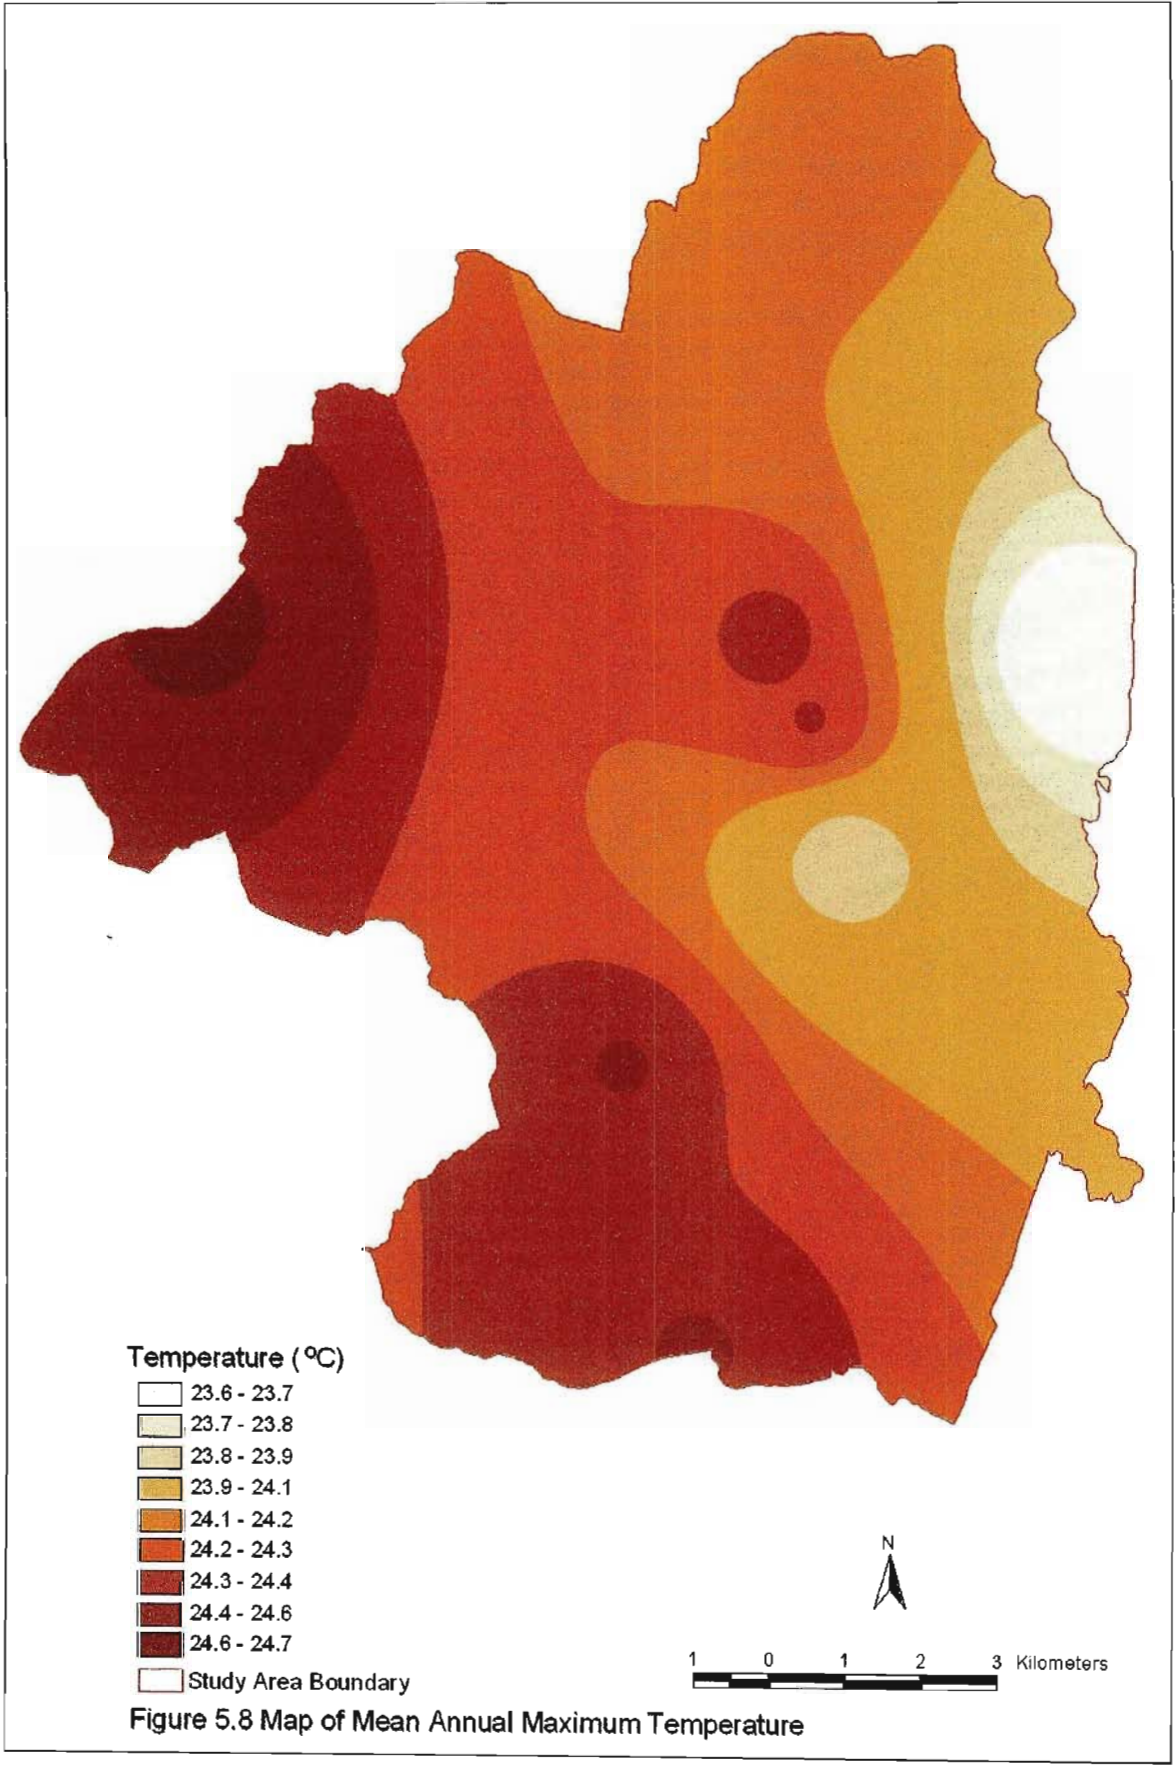 Temperature (ºC)
23.6 - 23.7
23.7 - 23.8
23.8 - 23.9
23.9 - 24.1
24.1 - 24.2
24.2 - 24.3
24.3 - 24.4
24.4 - 24.6
24.6 - 24.7
Study Area Boundary
N
1 0 1 2 3 Kilometers
Figure 5.8 Map of Mean Annual Maximum Temperature